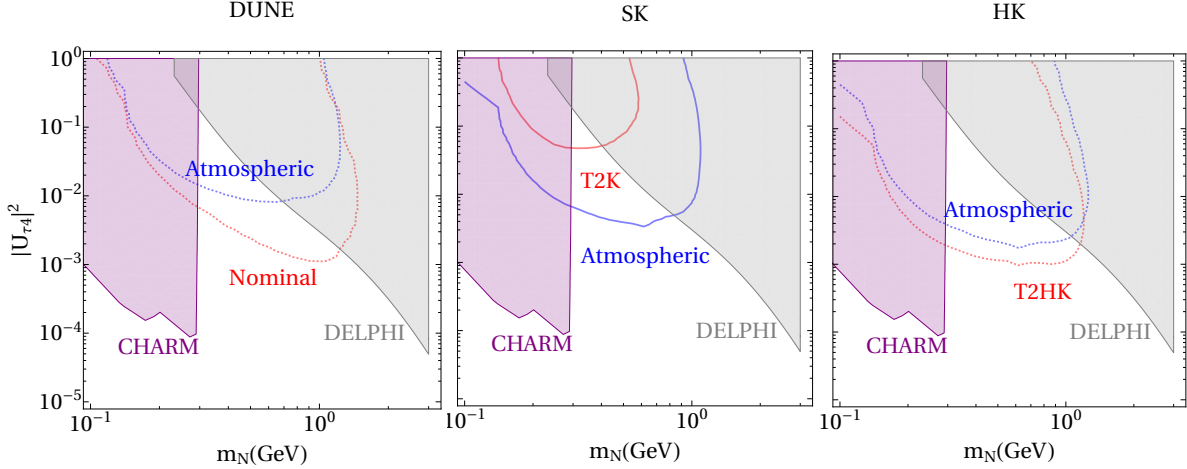 DUNE
SK
HK
|U_{τ4}|^2
10^0
10^{-1}
10^{-2}
10^{-3}
10^{-4}
10^{-5}
Atmospheric
Nominal
CHARM
DELPHI
10^{-1}
10^0
m_N(GeV)
T2K
Atmospheric
CHARM
DELPHI
10^{-1}
10^0
m_N(GeV)
Atmospheric
T2HK
CHARM
DELPHI
10^{-1}
10^0
m_N(GeV)